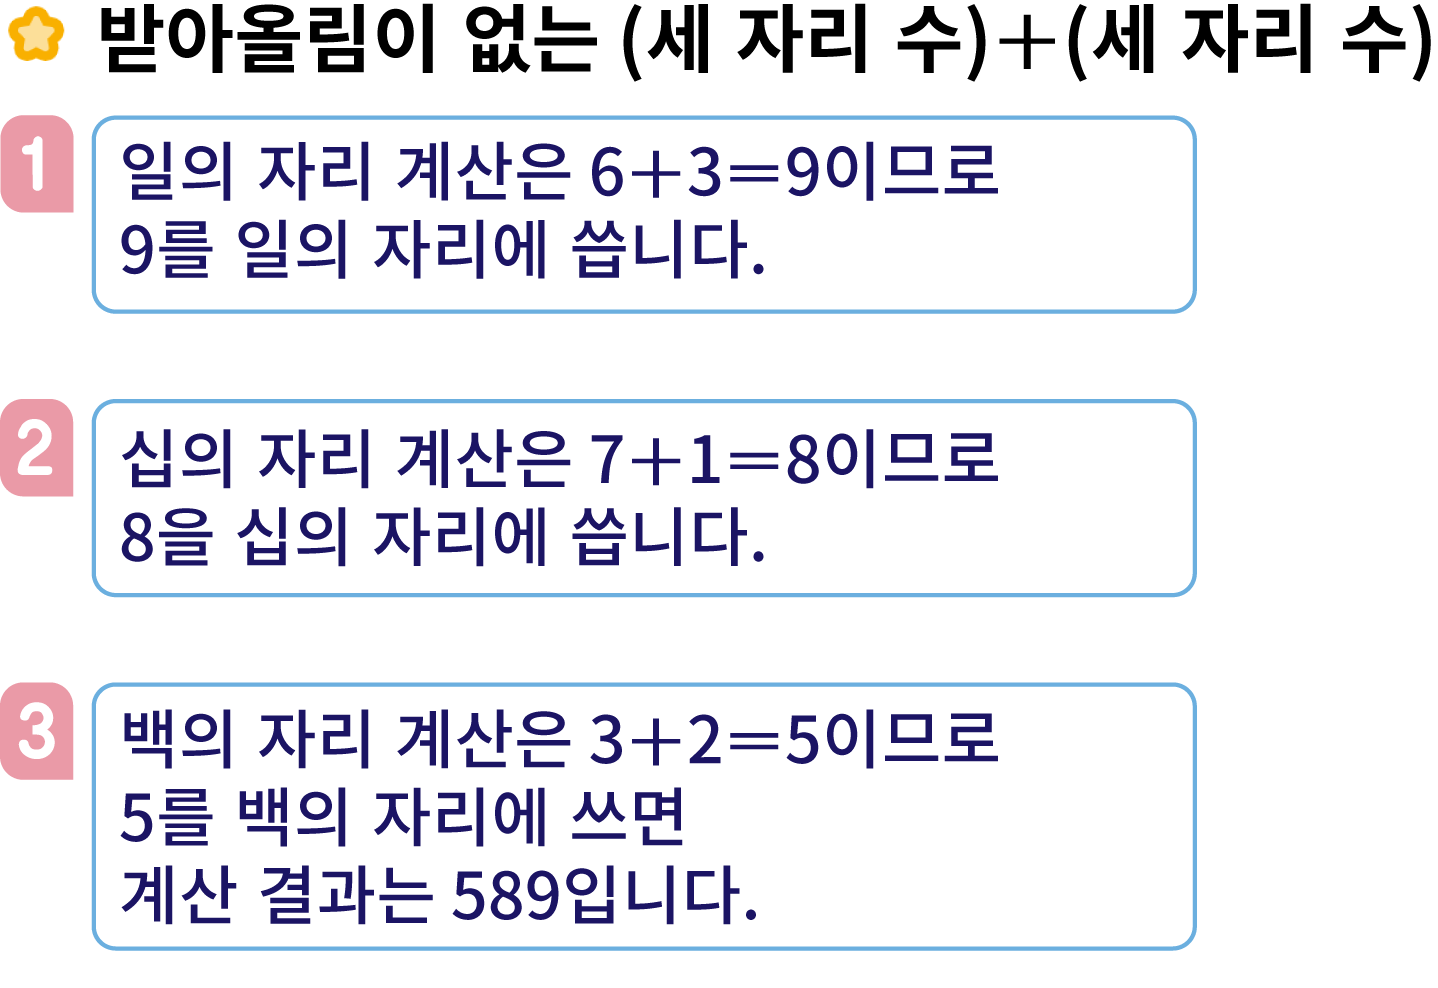 받아올림이 없는 (세 자리 수)+(세 자리 수)
1
일의 자리 계산은 6+3=9이므로
9를 일의 자리에 씁니다.
2
십의 자리 계산은 7+1=8이므로
8을 십의 자리에 씁니다.
3
백의 자리 계산은 3+2=5이므로
5를 백의 자리에 쓰면
계산 결과는 589입니다.